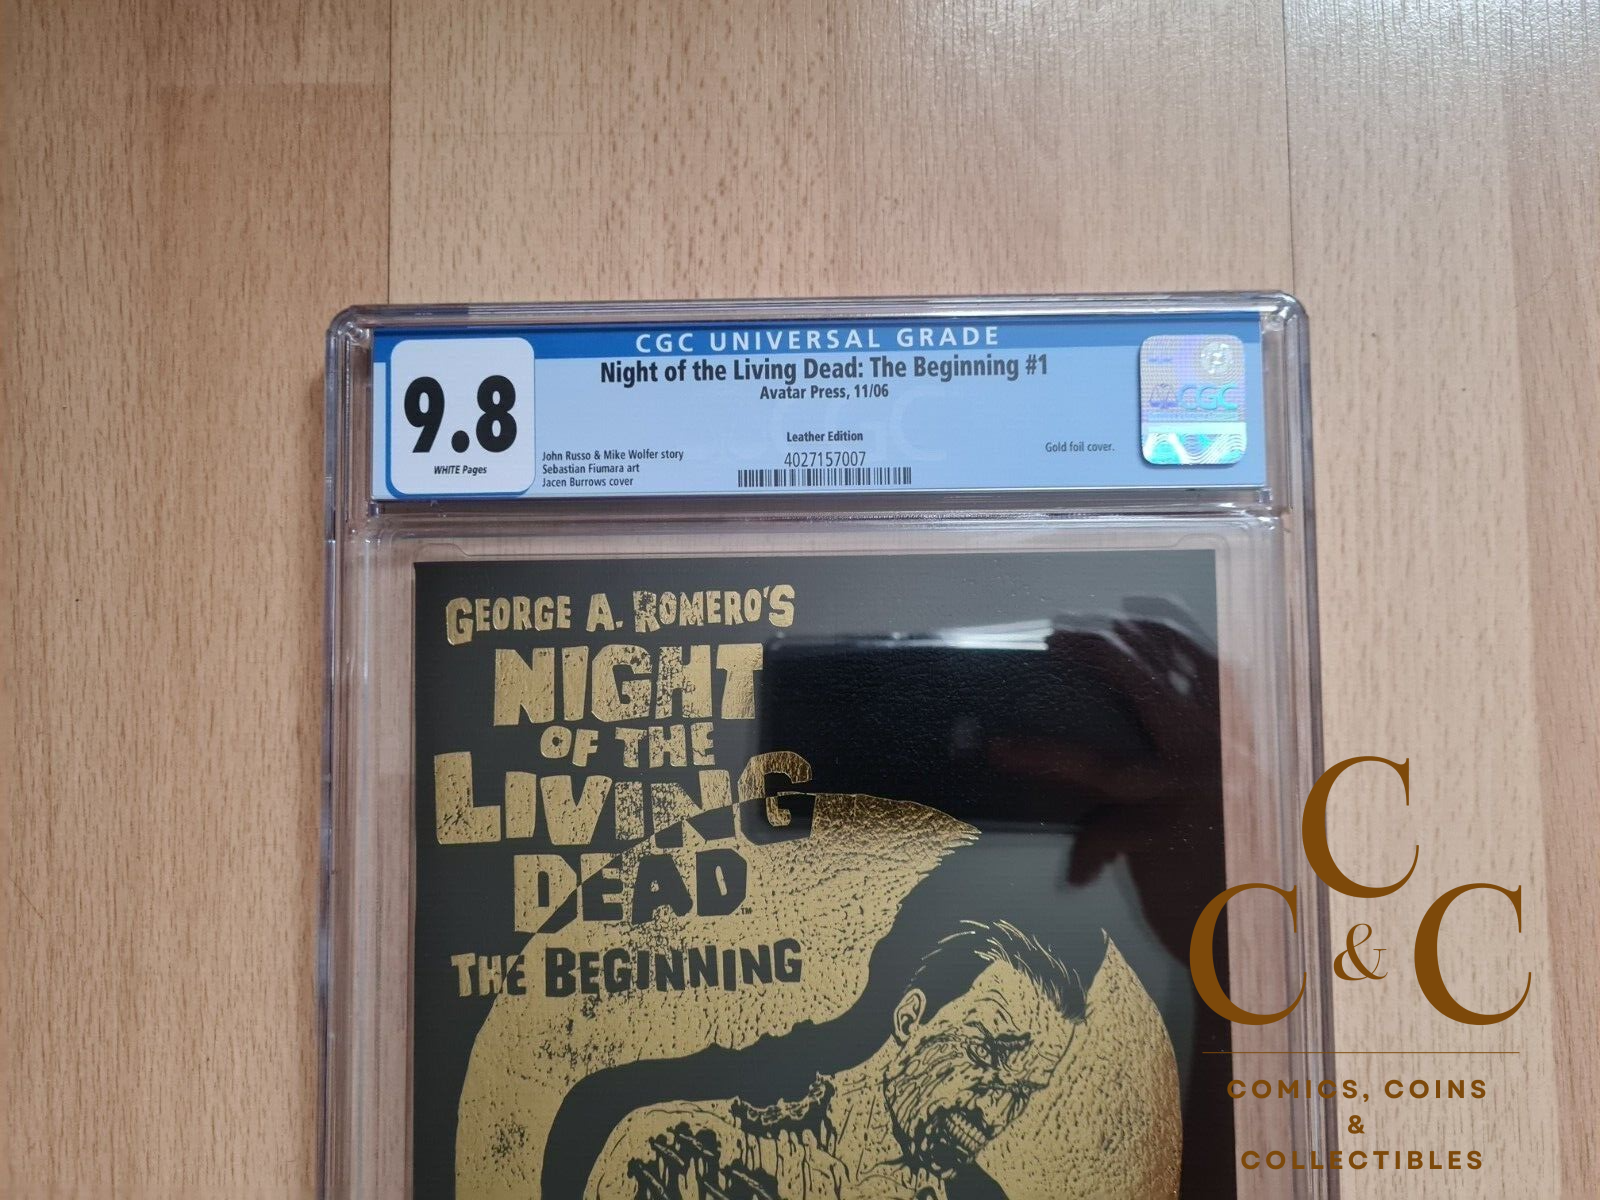 CGC UNIVERSAL GRADE
Night of the Living Dead: The Beginning #1
Avatar Press, 11/06
9.8
WHITE Pages
Leather Edition
4027157007
John Russo & Mike Wolfer story
Sebastian Fiumara art
Jacen Burrows cover
Gold foil cover.
CGC
GEORGE A. ROMERO'S
NIGHT
OF THE
LIVING
DEAD™
THE BEGINNING
C
C & C
COMICS, COINS
&
COLLECTIBLES